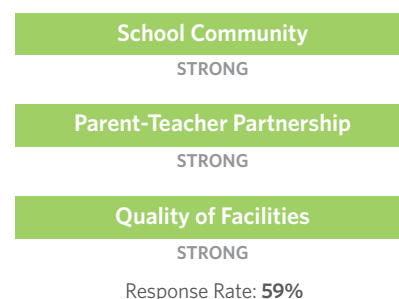 School Community
STRONG
Parent-Teacher Partnership
STRONG
Quality of Facilities
STRONG
Response Rate: 59%